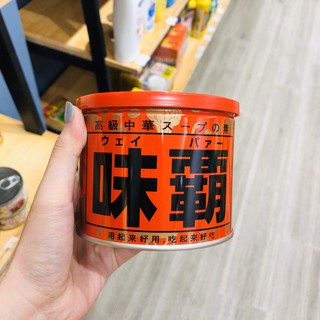 高級中華スープの素
ウェイ パァー
味覇
用起来好用,吃起来好吃